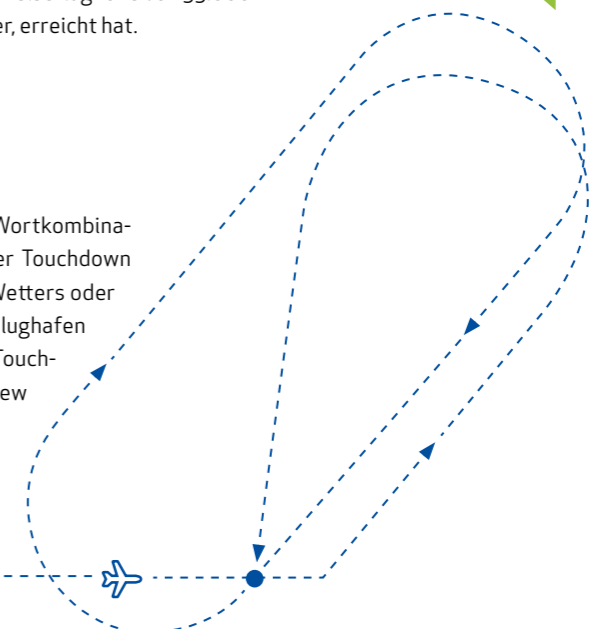 er, erreicht hat.
Wortkombina-
er Touchdown
Wetters oder
lughafen
Touch-
ew